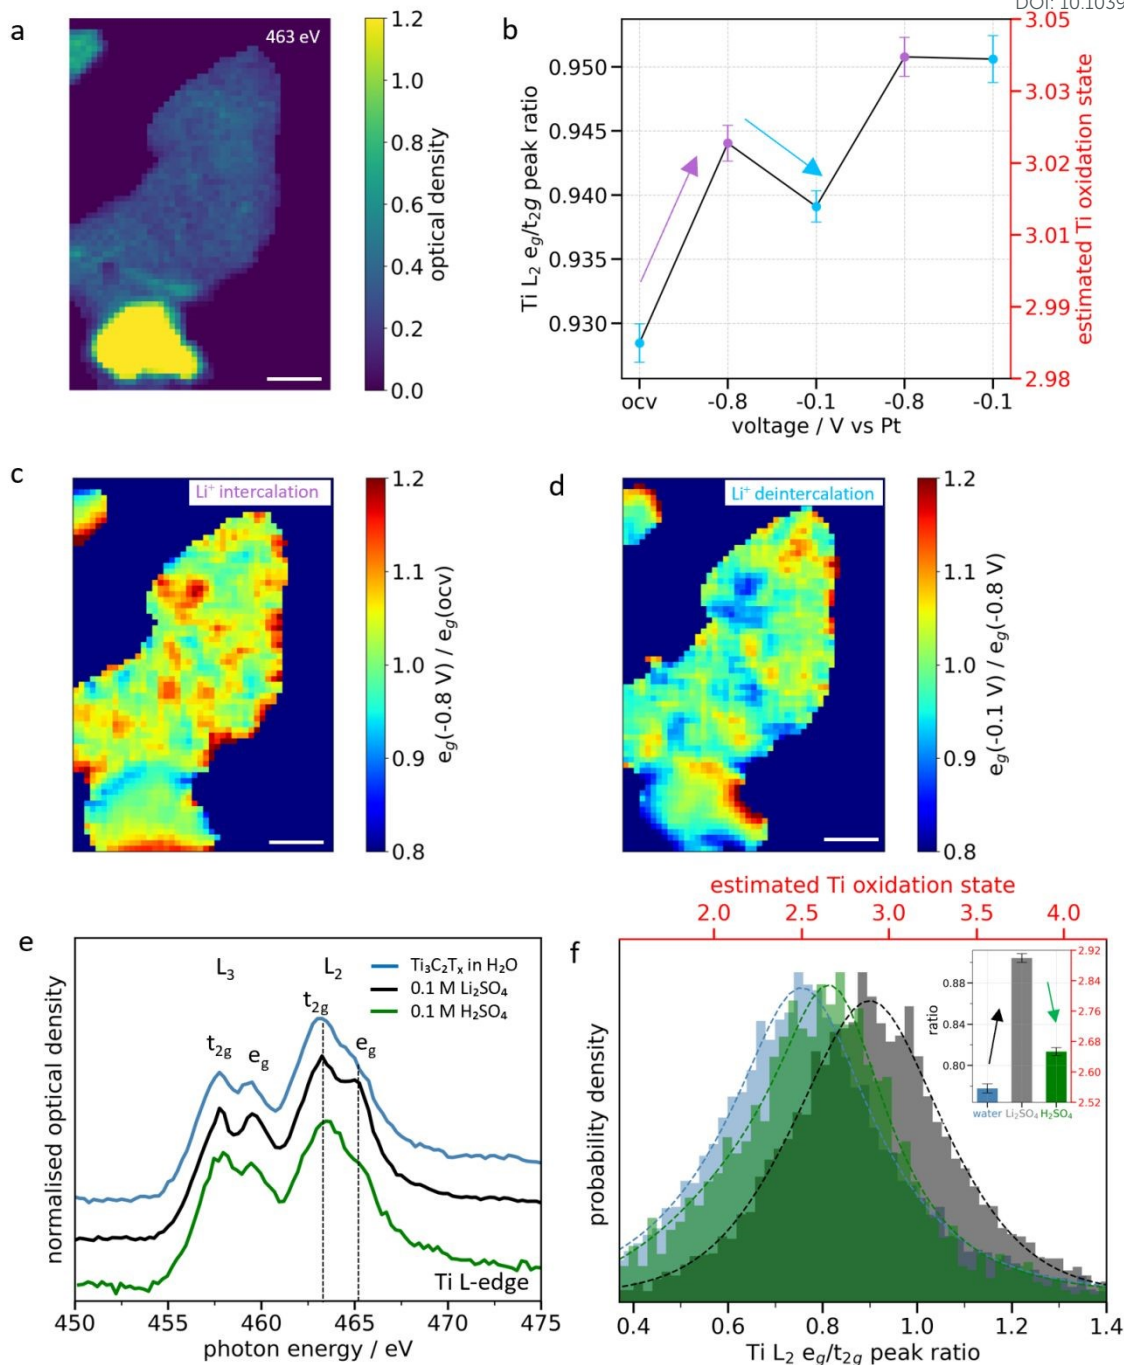 DOI: 10.1039
a
463 eV
1.2
1.0
0.8
0.6
0.4
0.2
0.0
optical density
b
0.950
0.945
0.940
0.935
0.930
Ti L₂ e_g/t₂g peak ratio
ocv -0.8 -0.1 -0.8 -0.1
voltage / V vs Pt
3.05
3.03
3.02
3.01
2.99
2.98
estimated Ti oxidation state
c
Li⁺ intercalation
1.2
1.1
1.0
0.9
0.8
e_g(-0.8 V) / e_g(ocv)
d
Li⁺ deintercalation
1.2
1.1
1.0
0.9
0.8
e_g(-0.1 V) / e_g(-0.8 V)
e
L₃
L₂
Ti₃C₂Tₓ in H₂O
0.1 M Li₂SO₄
0.1 M H₂SO₄
t₂g
e_g
t₂g
e_g
normalised optical density
Ti L-edge
450 455 460 465 470 475
photon energy / eV
estimated Ti oxidation state
2.0 2.5 3.0 3.5 4.0
f
probability density
ratio
0.88
0.84
0.80
2.92
2.84
2.76
2.68
2.60
2.52
water Li₂SO₄ H₂SO₄
0.4 0.6 0.8 1.0 1.2 1.4
Ti L₂ e_g/t₂g peak ratio